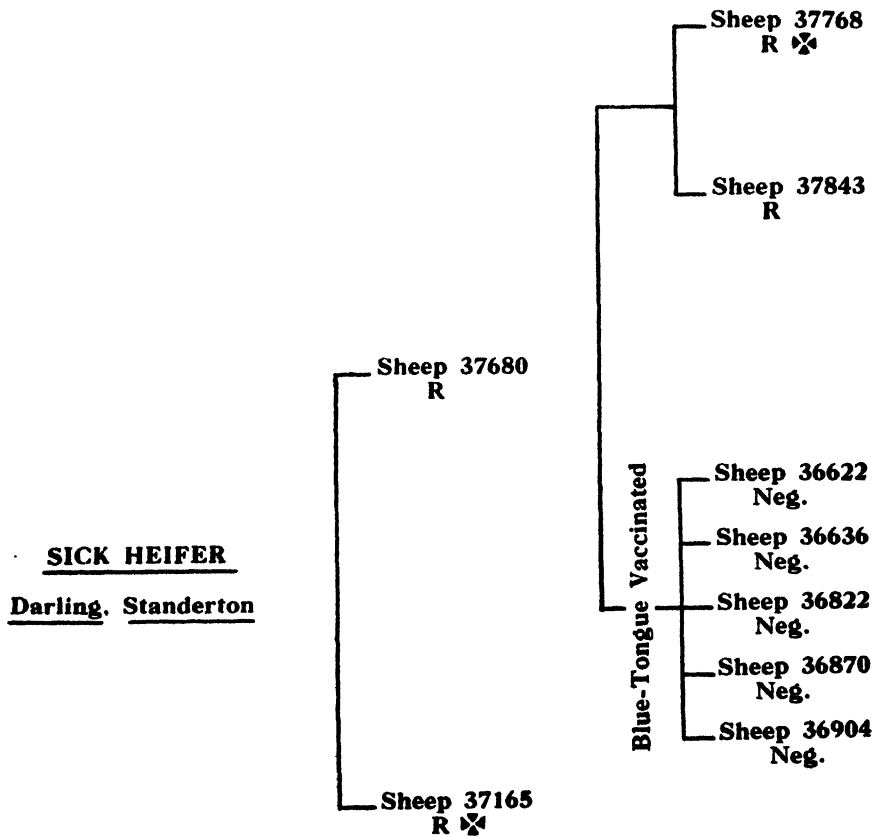 Sheep 37768
R ✠
Sheep 37843
R
Sheep 37680
R
Blue-Tongue Vaccinated
Sheep 36622
Neg.
Sheep 36636
Neg.
Sheep 36822
Neg.
Sheep 36870
Neg.
Sheep 36904
Neg.
SICK HEIFER
Darling. Standerton
Sheep 37165
R ✠